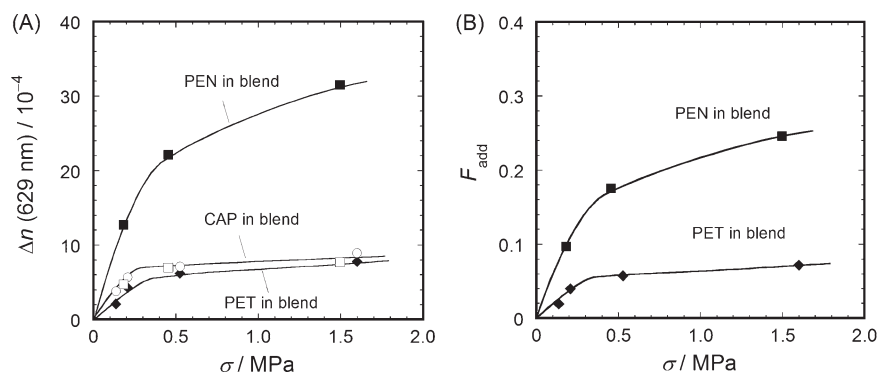 (A)
40
30
20
10
0
Δn (629 nm) / 10⁻⁴
PEN in blend
CAP in blend
PET in blend
0.0
0.5
1.0
1.5
2.0
σ / MPa
(B)
0.4
0.3
0.2
0.1
0
F_add
PEN in blend
PET in blend
0.0
0.5
1.0
1.5
2.0
σ / MPa